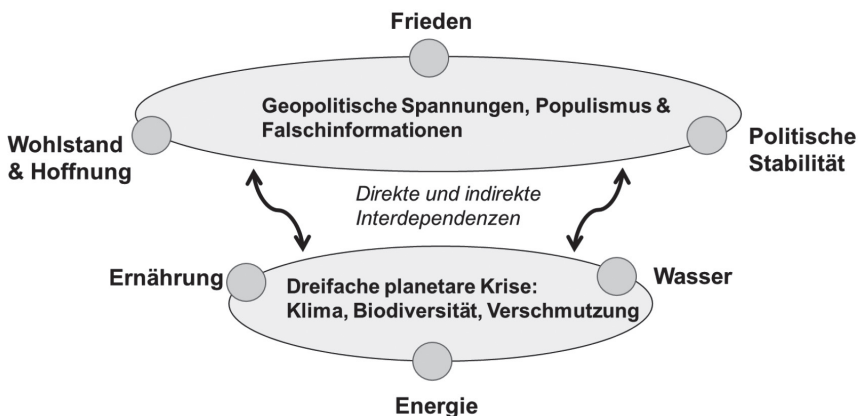 Frieden
Geopolitische Spannungen, Populismus &
Falschinformationen
Wohlstand
& Hoffnung
Politische
Stabilität
Direkte und indirekte
Interdependenzen
Ernährung
Dreifache planetare Krise:
Klima, Biodiversität, Verschmutzung
Wasser
Energie